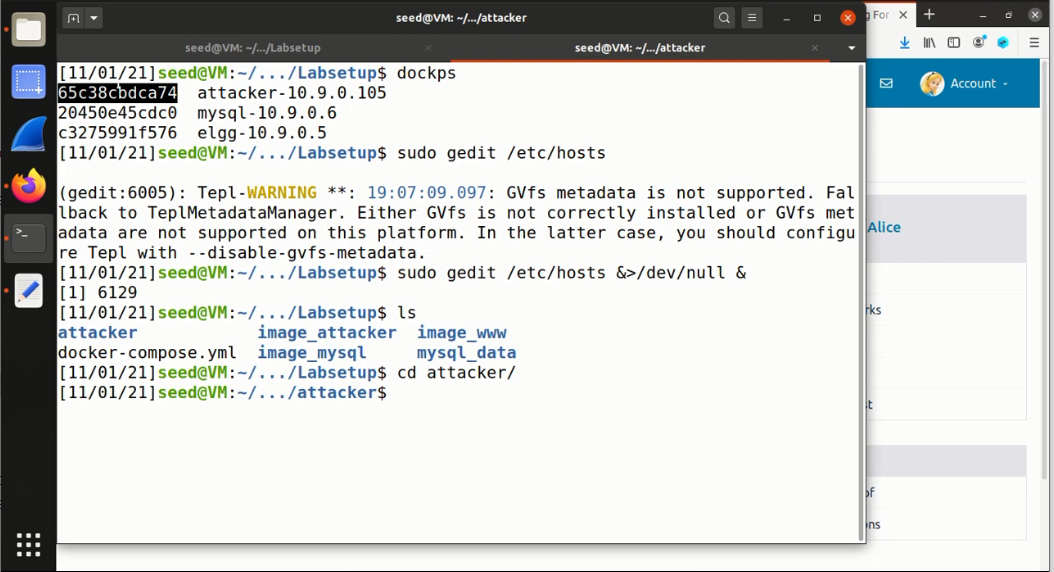 seed@VM: ~/.../attacker
g For
seed@VM: ~/.../Labsetup
seed@VM: ~/.../attacker
Account
[11/01/21]seed@VM:~/.../Labsetup$ dockps
65c38cbdca74  attacker-10.9.0.105
20450e45cdc0  mysql-10.9.0.6
c3275991f576  elgg-10.9.0.5
[11/01/21]seed@VM:~/.../Labsetup$ sudo gedit /etc/hosts
(gedit:6005): Tepl-WARNING **: 19:07:09.097: GVfs metadata is not supported. Fal
lback to TeplMetadataManager. Either GVfs is not correctly installed or GVfs met
adata are not supported on this platform. In the latter case, you should configu
re Tepl with --disable-gvfs-metadata.
[11/01/21]seed@VM:~/.../Labsetup$ sudo gedit /etc/hosts &>/dev/null &
[1] 6129
[11/01/21]seed@VM:~/.../Labsetup$ ls
attacker            image_attacker  image_www
docker-compose.yml  image_mysql     mysql_data
[11/01/21]seed@VM:~/.../Labsetup$ cd attacker/
[11/01/21]seed@VM:~/.../attacker$
Alice
rks
st
of
ons